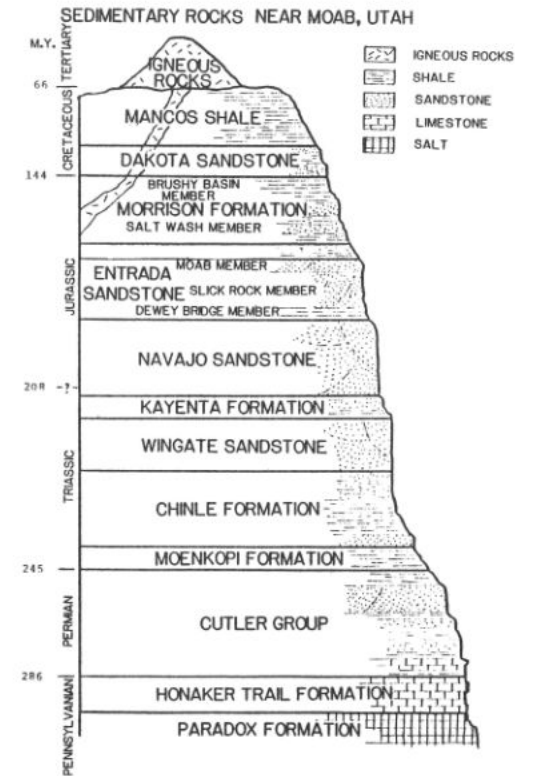 SEDIMENTARY ROCKS NEAR MOAB, UTAH
M.Y.
TERTIARY
IGNEOUS
ROCKS
IGNEOUS ROCKS
SHALE
SANDSTONE
LIMESTONE
SALT
66
CRETACEOUS
MANCOS SHALE
DAKOTA SANDSTONE
144
BRUSHY BASIN
MEMBER
MORRISON FORMATION
SALT WASH MEMBER
JURASSIC
MOAB MEMBER
ENTRADA
SANDSTONE
SLICK ROCK MEMBER
DEWEY BRIDGE MEMBER
NAVAJO SANDSTONE
208 -?-
KAYENTA FORMATION
TRIASSIC
WINGATE SANDSTONE
CHINLE FORMATION
MOENKOPI FORMATION
245
PERMIAN
CUTLER GROUP
286
PENNSYLVANIAN
HONAKER TRAIL FORMATION
PARADOX FORMATION